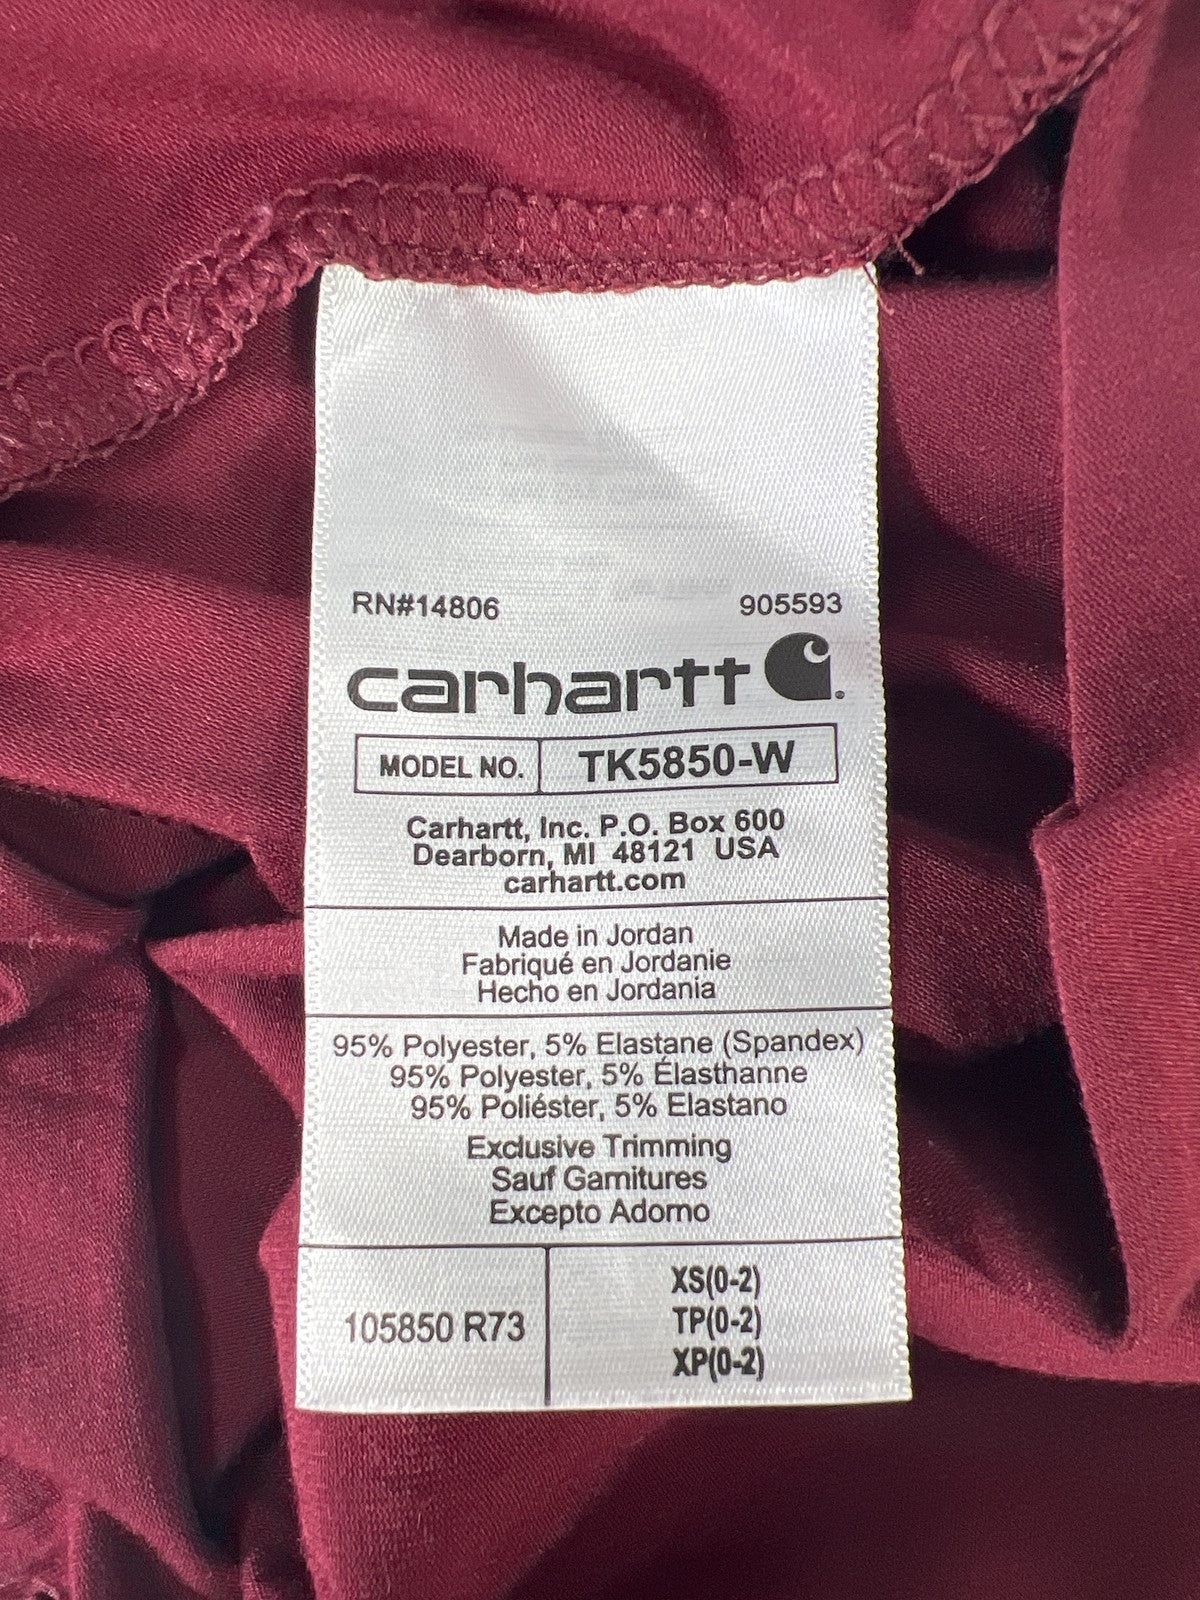 RN#14806 905593
carhartt
MODEL NO. TK5850-W
Carhartt, Inc. P.O. Box 600
Dearborn, MI 48121 USA
carhartt.com
Made in Jordan
Fabriqué en Jordanie
Hecho en Jordania
95% Polyester, 5% Elastane (Spandex)
95% Polyester, 5% Élasthanne
95% Poliéster, 5% Elastano
Exclusive Trimming
Sauf Garnitures
Excepto Adorno
105850 R73
XS(0-2)
TP(0-2)
XP(0-2)